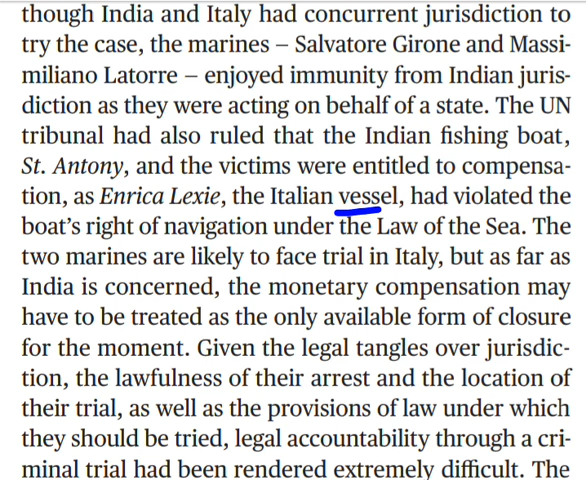 though India and Italy had concurrent jurisdiction to
try the case, the marines – Salvatore Girone and Massi-
miliano Latorre – enjoyed immunity from Indian juris-
diction as they were acting on behalf of a state. The UN
tribunal had also ruled that the Indian fishing boat,
St. Antony, and the victims were entitled to compensa-
tion, as Enrica Lexie, the Italian vessel, had violated the
boat’s right of navigation under the Law of the Sea. The
two marines are likely to face trial in Italy, but as far as
India is concerned, the monetary compensation may
have to be treated as the only available form of closure
for the moment. Given the legal tangles over jurisdic-
tion, the lawfulness of their arrest and the location of
their trial, as well as the provisions of law under which
they should be tried, legal accountability through a cri-
minal trial had been rendered extremely difficult. The